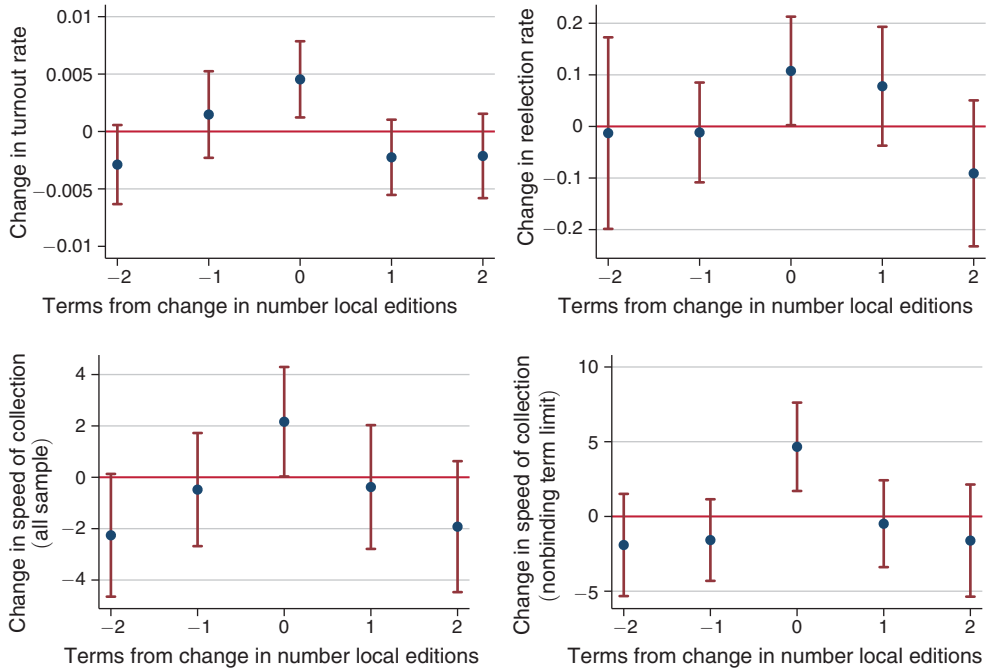 Change in turnout rate
0.01
0.005
0
−0.005
−0.01
−2 −1 0 1 2
Terms from change in number local editions
Change in reelection rate
0.2
0.1
0
−0.1
−0.2
−2 −1 0 1 2
Terms from change in number local editions
Change in speed of collection
(all sample)
4
2
0
−2
−4
−2 −1 0 1 2
Terms from change in number local editions
Change in speed of collection
(nonbinding term limit)
10
5
0
−5
−2 −1 0 1 2
Terms from change in number local editions